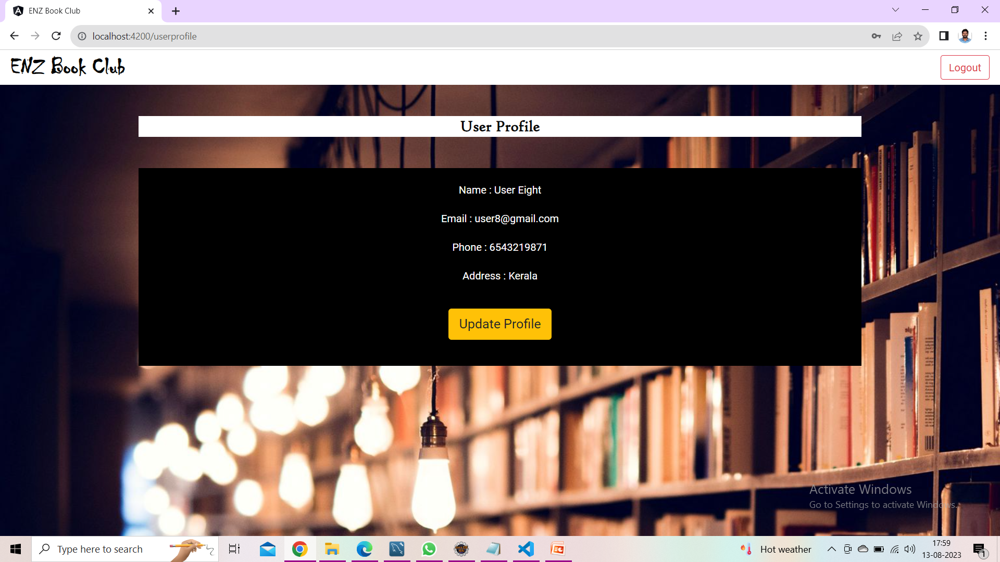 ENZ Book Club
localhost:4200/userprofile
ENZ Book Club
Logout
User Profile
Name : User Eight
Email : user8@gmail.com
Phone : 6543219871
Address : Kerala
Update Profile
Activate Windows
Go to Settings to activate Windows.
Type here to search
Hot weather
17:59
13-08-2023
1